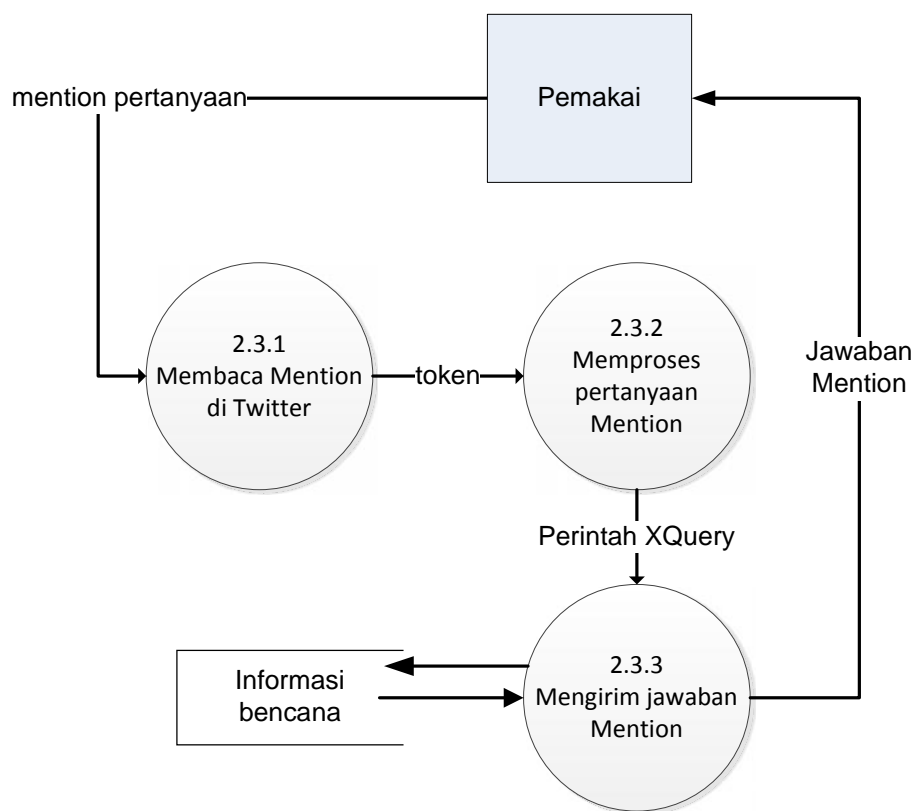 Pemakai
mention pertanyaan
2.3.1
Membaca Mention
di Twitter
token
2.3.2
Memproses
pertanyaan
Mention
Jawaban
Mention
Perintah XQuery
Informasi
bencana
2.3.3
Mengirim jawaban
Mention